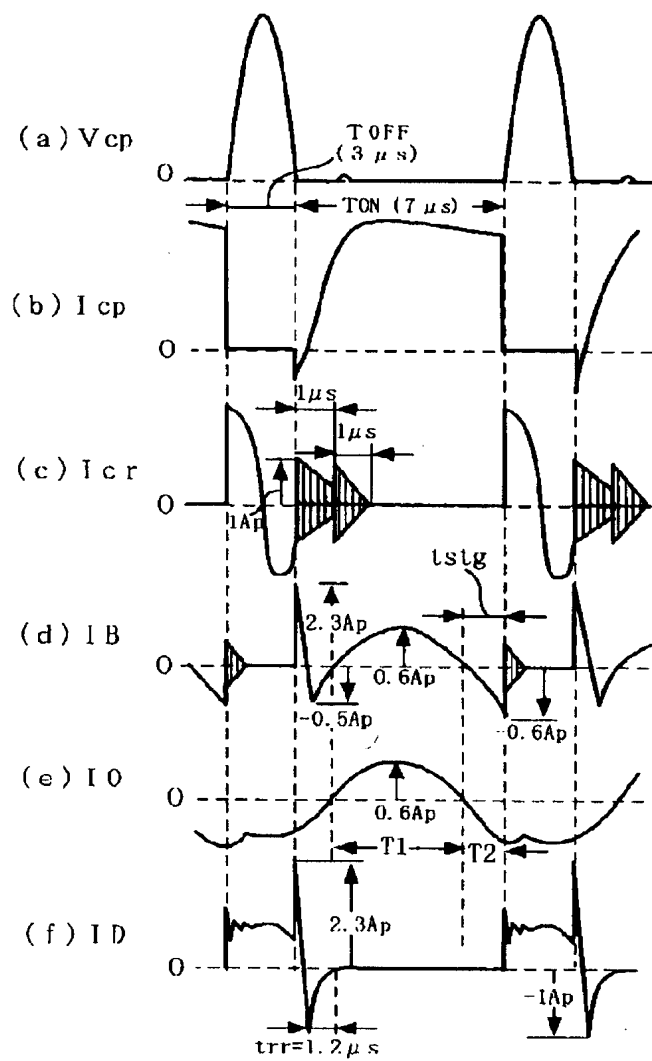 (a) Vcp
TOFF
(3 μs)
0
TON (7 μs)
(b) Icp
0
1μs
1μs
(c) Icr
0
1Ap
tstg
(d) IB
2.3Ap
0
0.6Ap
-0.5Ap
-0.6Ap
(e) IO
0
0.6Ap
T1
T2
(f) ID
2.3Ap
0
-1Ap
trr=1.2μs